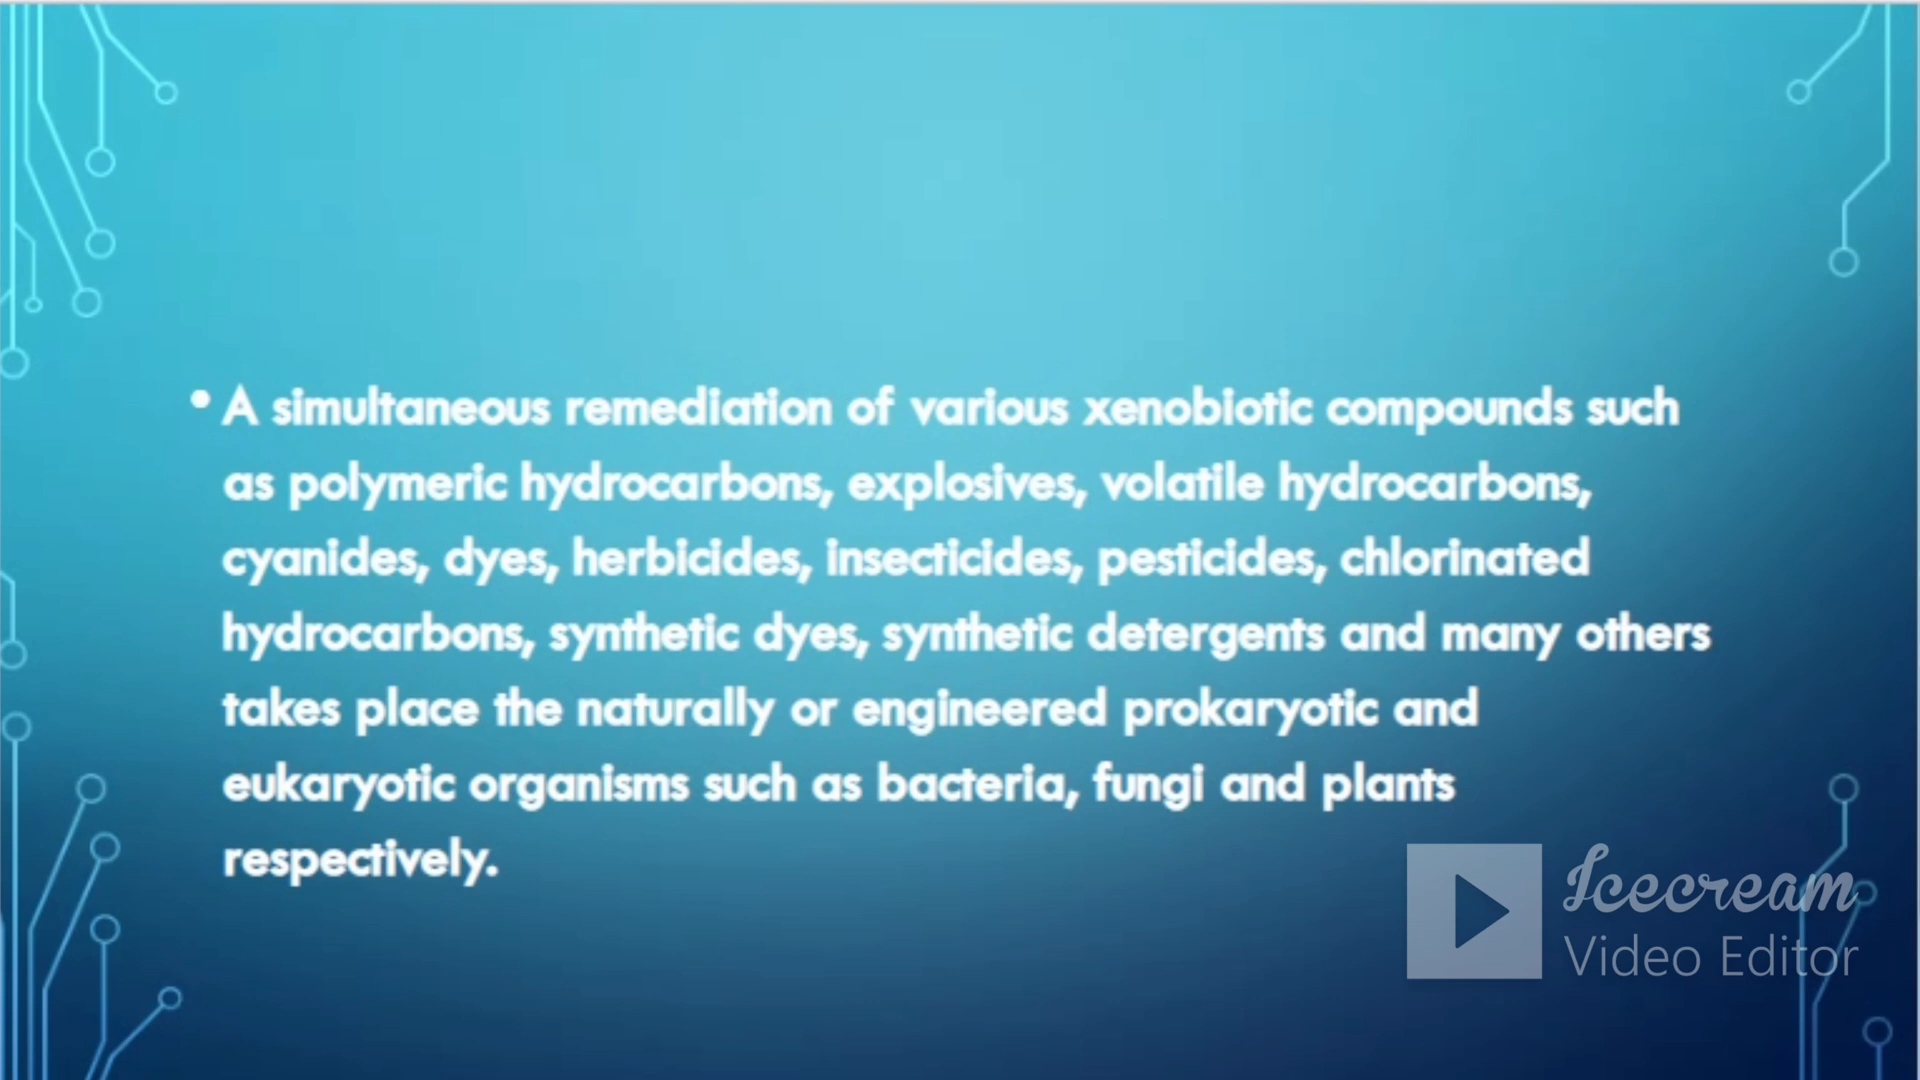 • A simultaneous remediation of various xenobiotic compounds such
as polymeric hydrocarbons, explosives, volatile hydrocarbons,
cyanides, dyes, herbicides, insecticides, pesticides, chlorinated
hydrocarbons, synthetic dyes, synthetic detergents and many others
takes place the naturally or engineered prokaryotic and
eukaryotic organisms such as bacteria, fungi and plants
respectively.
Icecream
Video Editor